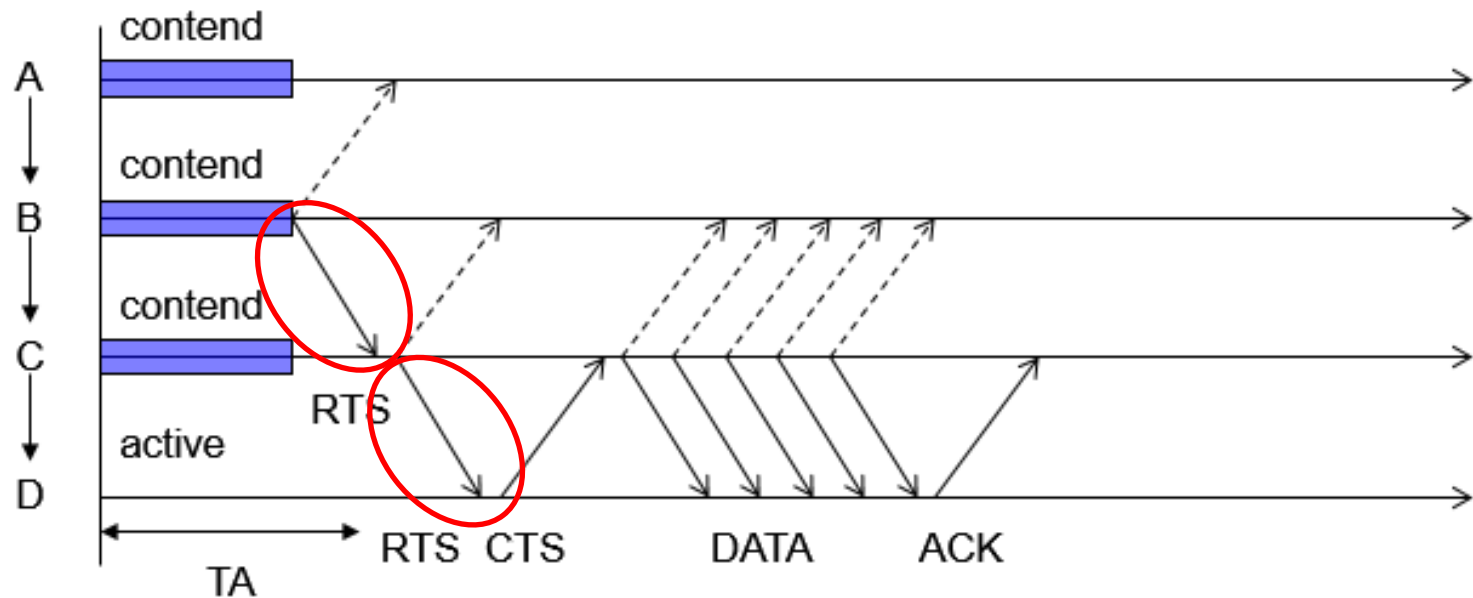 contend
A
contend
B
contend
C
RTS
active
D
RTS CTS DATA ACK
TA